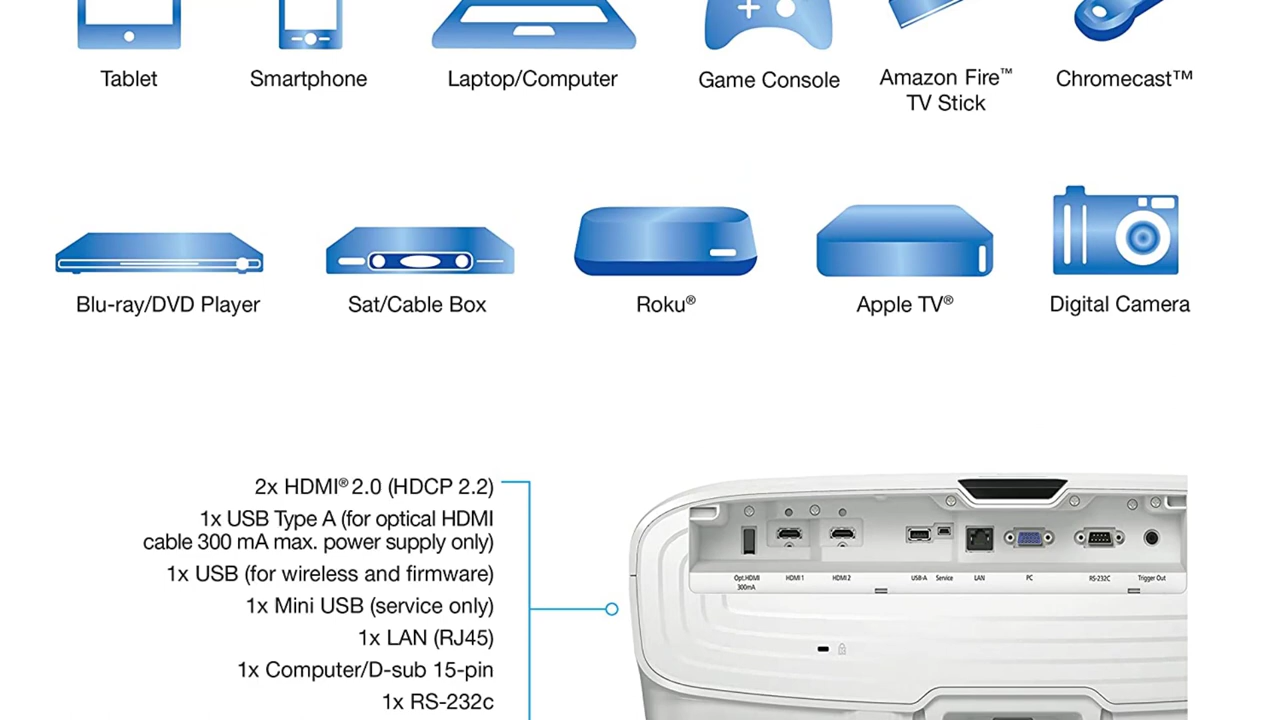 Tablet
Smartphone
Laptop/Computer
Game Console
Amazon Fire™
TV Stick
Chromecast™
Blu-ray/DVD Player
Sat/Cable Box
Roku®
Apple TV®
Digital Camera
2x HDMI® 2.0 (HDCP 2.2)
1x USB Type A (for optical HDMI
cable 300 mA max. power supply only)
1x USB (for wireless and firmware)
1x Mini USB (service only)
1x LAN (RJ45)
1x Computer/D-sub 15-pin
1x RS-232c
Opt.HDMI
300mA
HDMI 1
HDMI 2
USB-A
Service
LAN
PC
RS-232C
Trigger Out